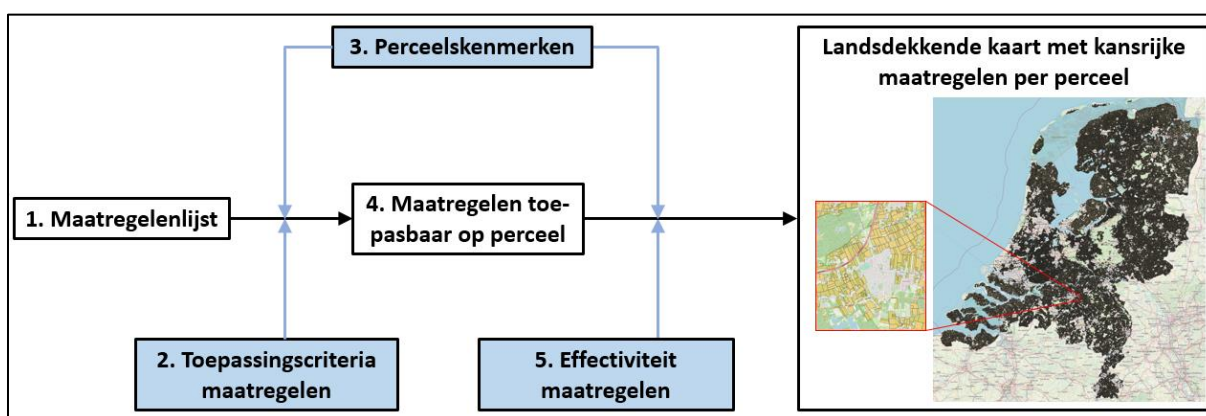 3. Perceelskenmerken
1. Maatregelenlijst
4. Maatregelen toe-
pasbaar op perceel
2. Toepassingscriteria
maatregelen
5. Effectiviteit
maatregelen
Landsdekkende kaart met kansrijke
maatregelen per perceel